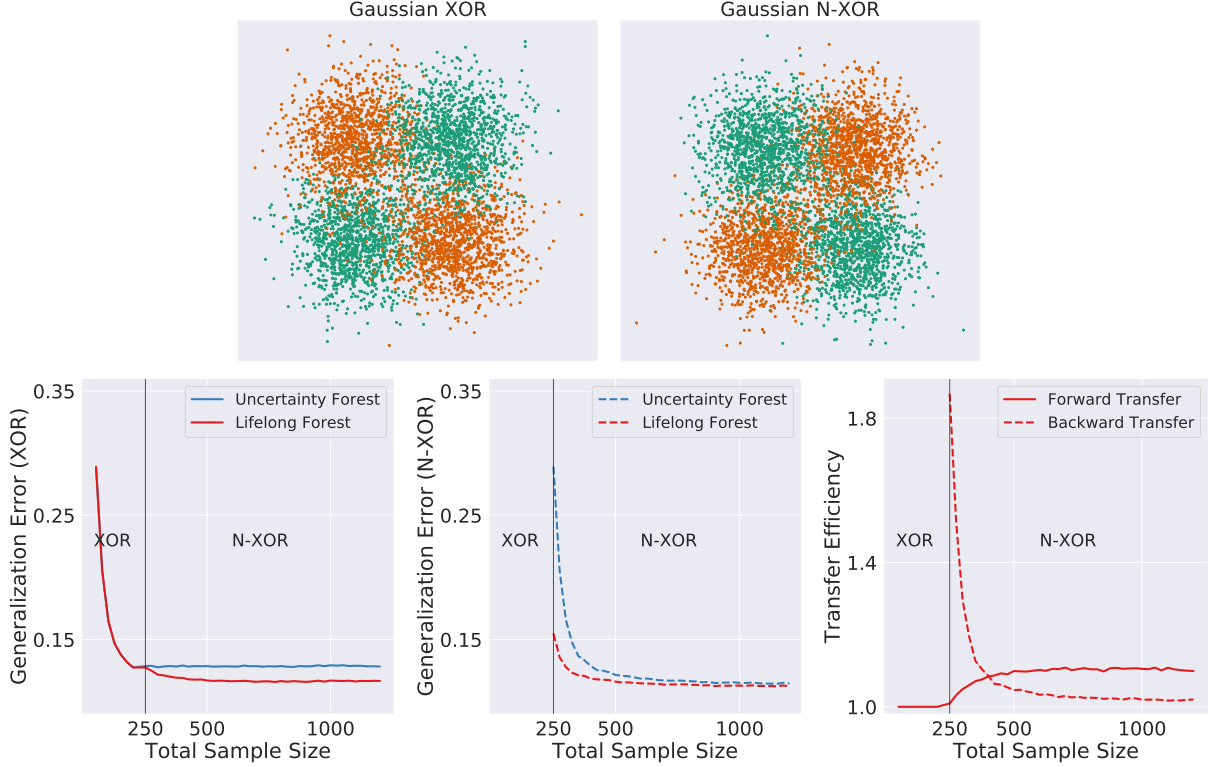 Gaussian XOR
Gaussian N-XOR
Generalization Error (XOR)
0.35
0.25
0.15
Uncertainty Forest
Lifelong Forest
XOR
N-XOR
250
500
1000
Total Sample Size
Generalization Error (N-XOR)
0.35
0.25
0.15
Uncertainty Forest
Lifelong Forest
XOR
N-XOR
250
500
1000
Total Sample Size
Transfer Efficiency
1.8
1.4
1.0
Forward Transfer
Backward Transfer
XOR
N-XOR
250
500
1000
Total Sample Size